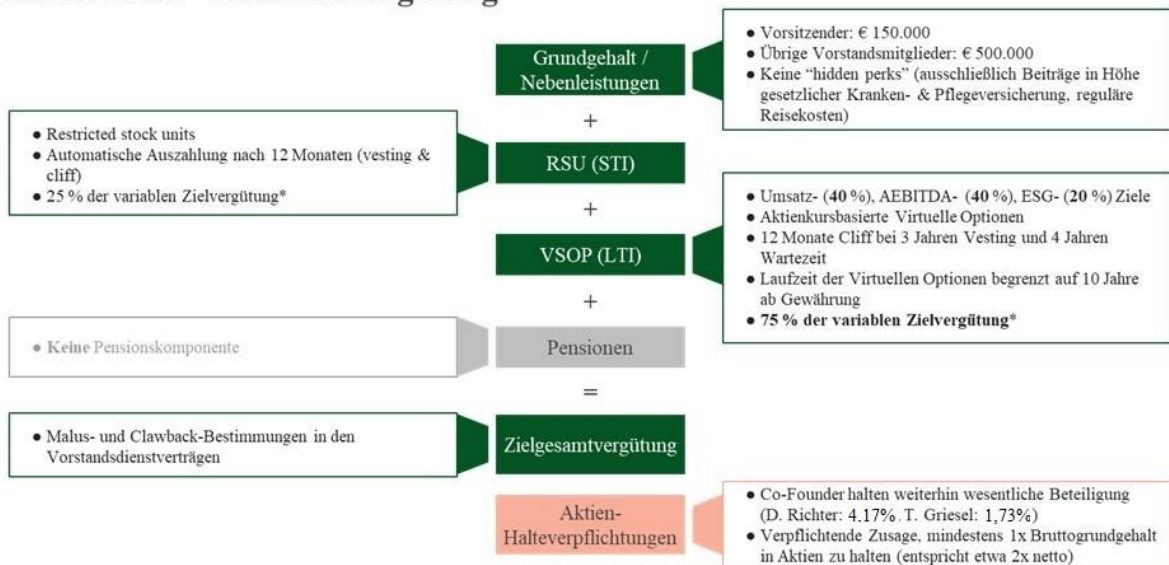 Grundgehalt /
Nebenleistungen
● Vorsitzender: € 150.000
● Übrige Vorstandsmitglieder: € 500.000
● Keine “hidden perks” (ausschließlich Beiträge in Höhe
gesetzlicher Kranken- & Pflegeversicherung, reguläre
Reisekosten)
+
● Restricted stock units
● Automatische Auszahlung nach 12 Monaten (vesting &
cliff)
● 25 % der variablen Zielvergütung*
RSU (STI)
+
VSOP (LTI)
● Umsatz- (40 %), AEBITDA- (40 %), ESG- (20 %) Ziele
● Aktienkursbasierte Virtuelle Optionen
● 12 Monate Cliff bei 3 Jahren Vesting und 4 Jahren
Wartezeit
● Laufzeit der Virtuellen Optionen begrenzt auf 10 Jahre
ab Gewährung
● 75 % der variablen Zielvergütung*
+
● Keine Pensionskomponente
Pensionen
=
● Malus- und Clawback-Bestimmungen in den
Vorstandsdienstverträgen
Zielgesamtvergütung
Aktien-
Halteverpflichtungen
● Co-Founder halten weiterhin wesentliche Beteiligung
(D. Richter: 4.17%. T. Griesel: 1,73%)
● Verpflichtende Zusage, mindestens 1x Bruttogrundgehalt
in Aktien zu halten (entspricht etwa 2x netto)